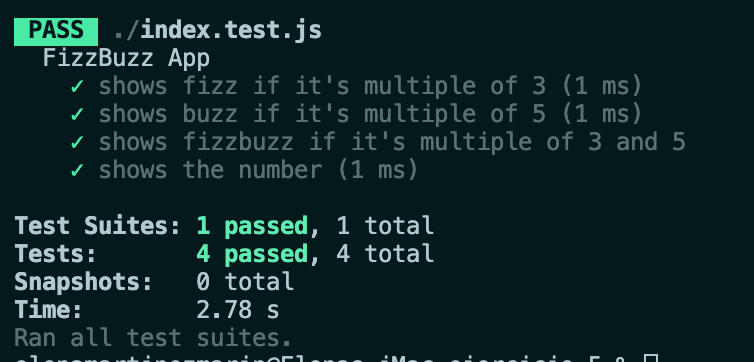 PASS ./index.test.js
FizzBuzz App
✓ shows fizz if it's multiple of 3 (1 ms)
✓ shows buzz if it's multiple of 5 (1 ms)
✓ shows fizzbuzz if it's multiple of 3 and 5
✓ shows the number (1 ms)
Test Suites: 1 passed, 1 total
Tests: 4 passed, 4 total
Snapshots: 0 total
Time: 2.78 s
Ran all test suites.